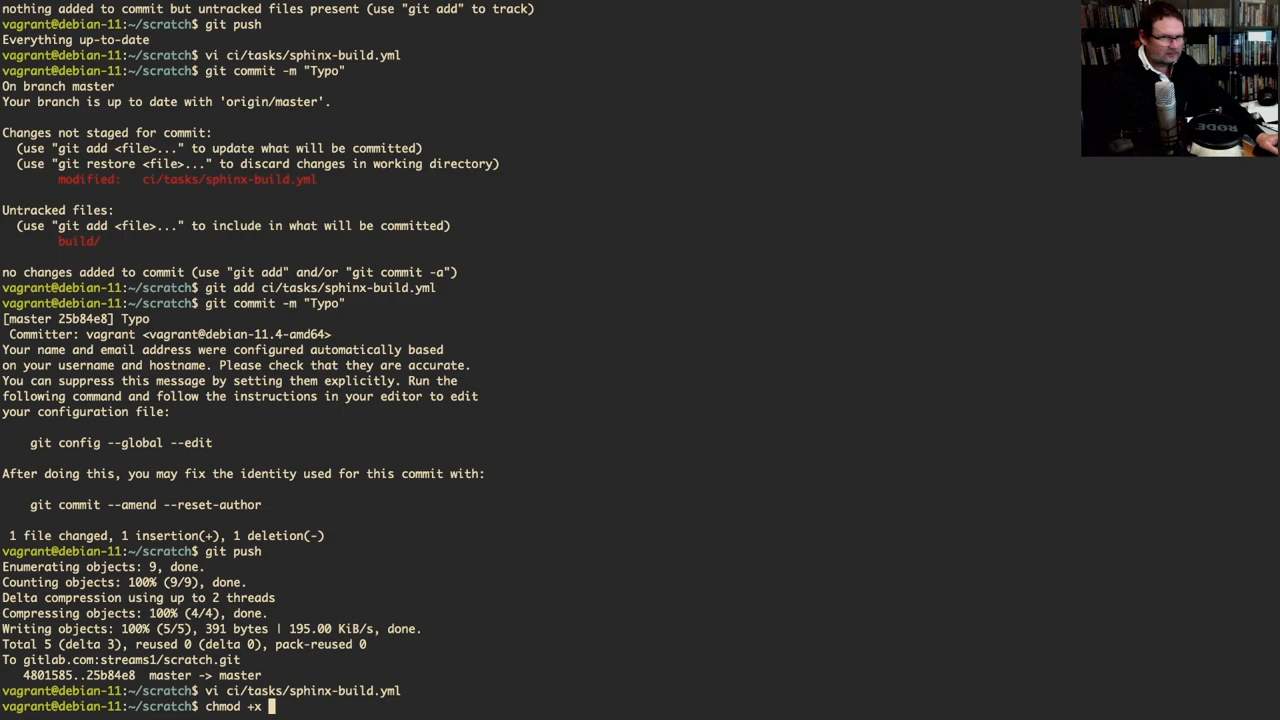 nothing added to commit but untracked files present (use "git add" to track)
vagrant@debian-11:~/scratch$ git push
Everything up-to-date
vagrant@debian-11:~/scratch$ vi ci/tasks/sphinx-build.yml
vagrant@debian-11:~/scratch$ git commit -m "Typo"
On branch master
Your branch is up to date with 'origin/master'.
Changes not staged for commit:
(use "git add <file>..." to update what will be committed)
(use "git restore <file>..." to discard changes in working directory)
modified:   ci/tasks/sphinx-build.yml
Untracked files:
(use "git add <file>..." to include in what will be committed)
build/
no changes added to commit (use "git add" and/or "git commit -a")
vagrant@debian-11:~/scratch$ git add ci/tasks/sphinx-build.yml
vagrant@debian-11:~/scratch$ git commit -m "Typo"
[master 25b84e8] Typo
Committer: vagrant <vagrant@debian-11.4-amd64>
Your name and email address were configured automatically based
on your username and hostname. Please check that they are accurate.
You can suppress this message by setting them explicitly. Run the
following command and follow the instructions in your editor to edit
your configuration file:
git config --global --edit
After doing this, you may fix the identity used for this commit with:
git commit --amend --reset-author
1 file changed, 1 insertion(+), 1 deletion(-)
vagrant@debian-11:~/scratch$ git push
Enumerating objects: 9, done.
Counting objects: 100% (9/9), done.
Delta compression using up to 2 threads
Compressing objects: 100% (4/4), done.
Writing objects: 100% (5/5), 391 bytes | 195.00 KiB/s, done.
Total 5 (delta 3), reused 0 (delta 0), pack-reused 0
To gitlab.com:streams1/scratch.git
4801585..25b84e8  master -> master
vagrant@debian-11:~/scratch$ vi ci/tasks/sphinx-build.yml
vagrant@debian-11:~/scratch$ chmod +x
RODE